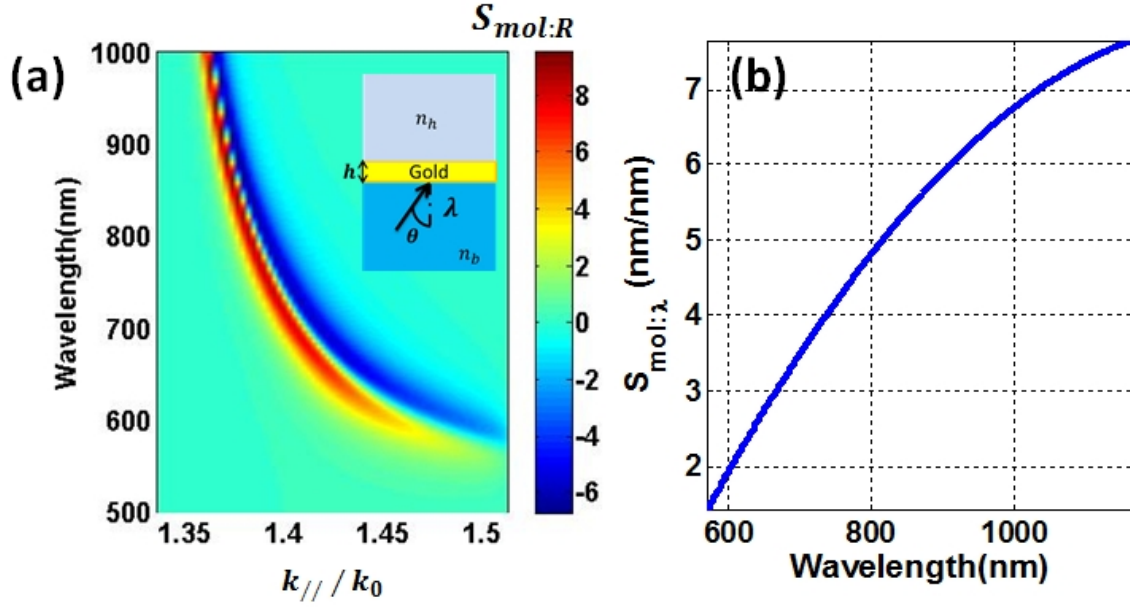 (a)
S_{mol:R}
1000
900
800
700
600
500
Wavelength(nm)
1.35 1.4 1.45 1.5
k_{//} / k_0
n_h
h
Gold
λ
θ
n_b
8
6
4
2
0
-2
-4
-6
(b)
7
6
5
4
3
2
S_{mol:λ} (nm/nm)
600 800 1000
Wavelength(nm)